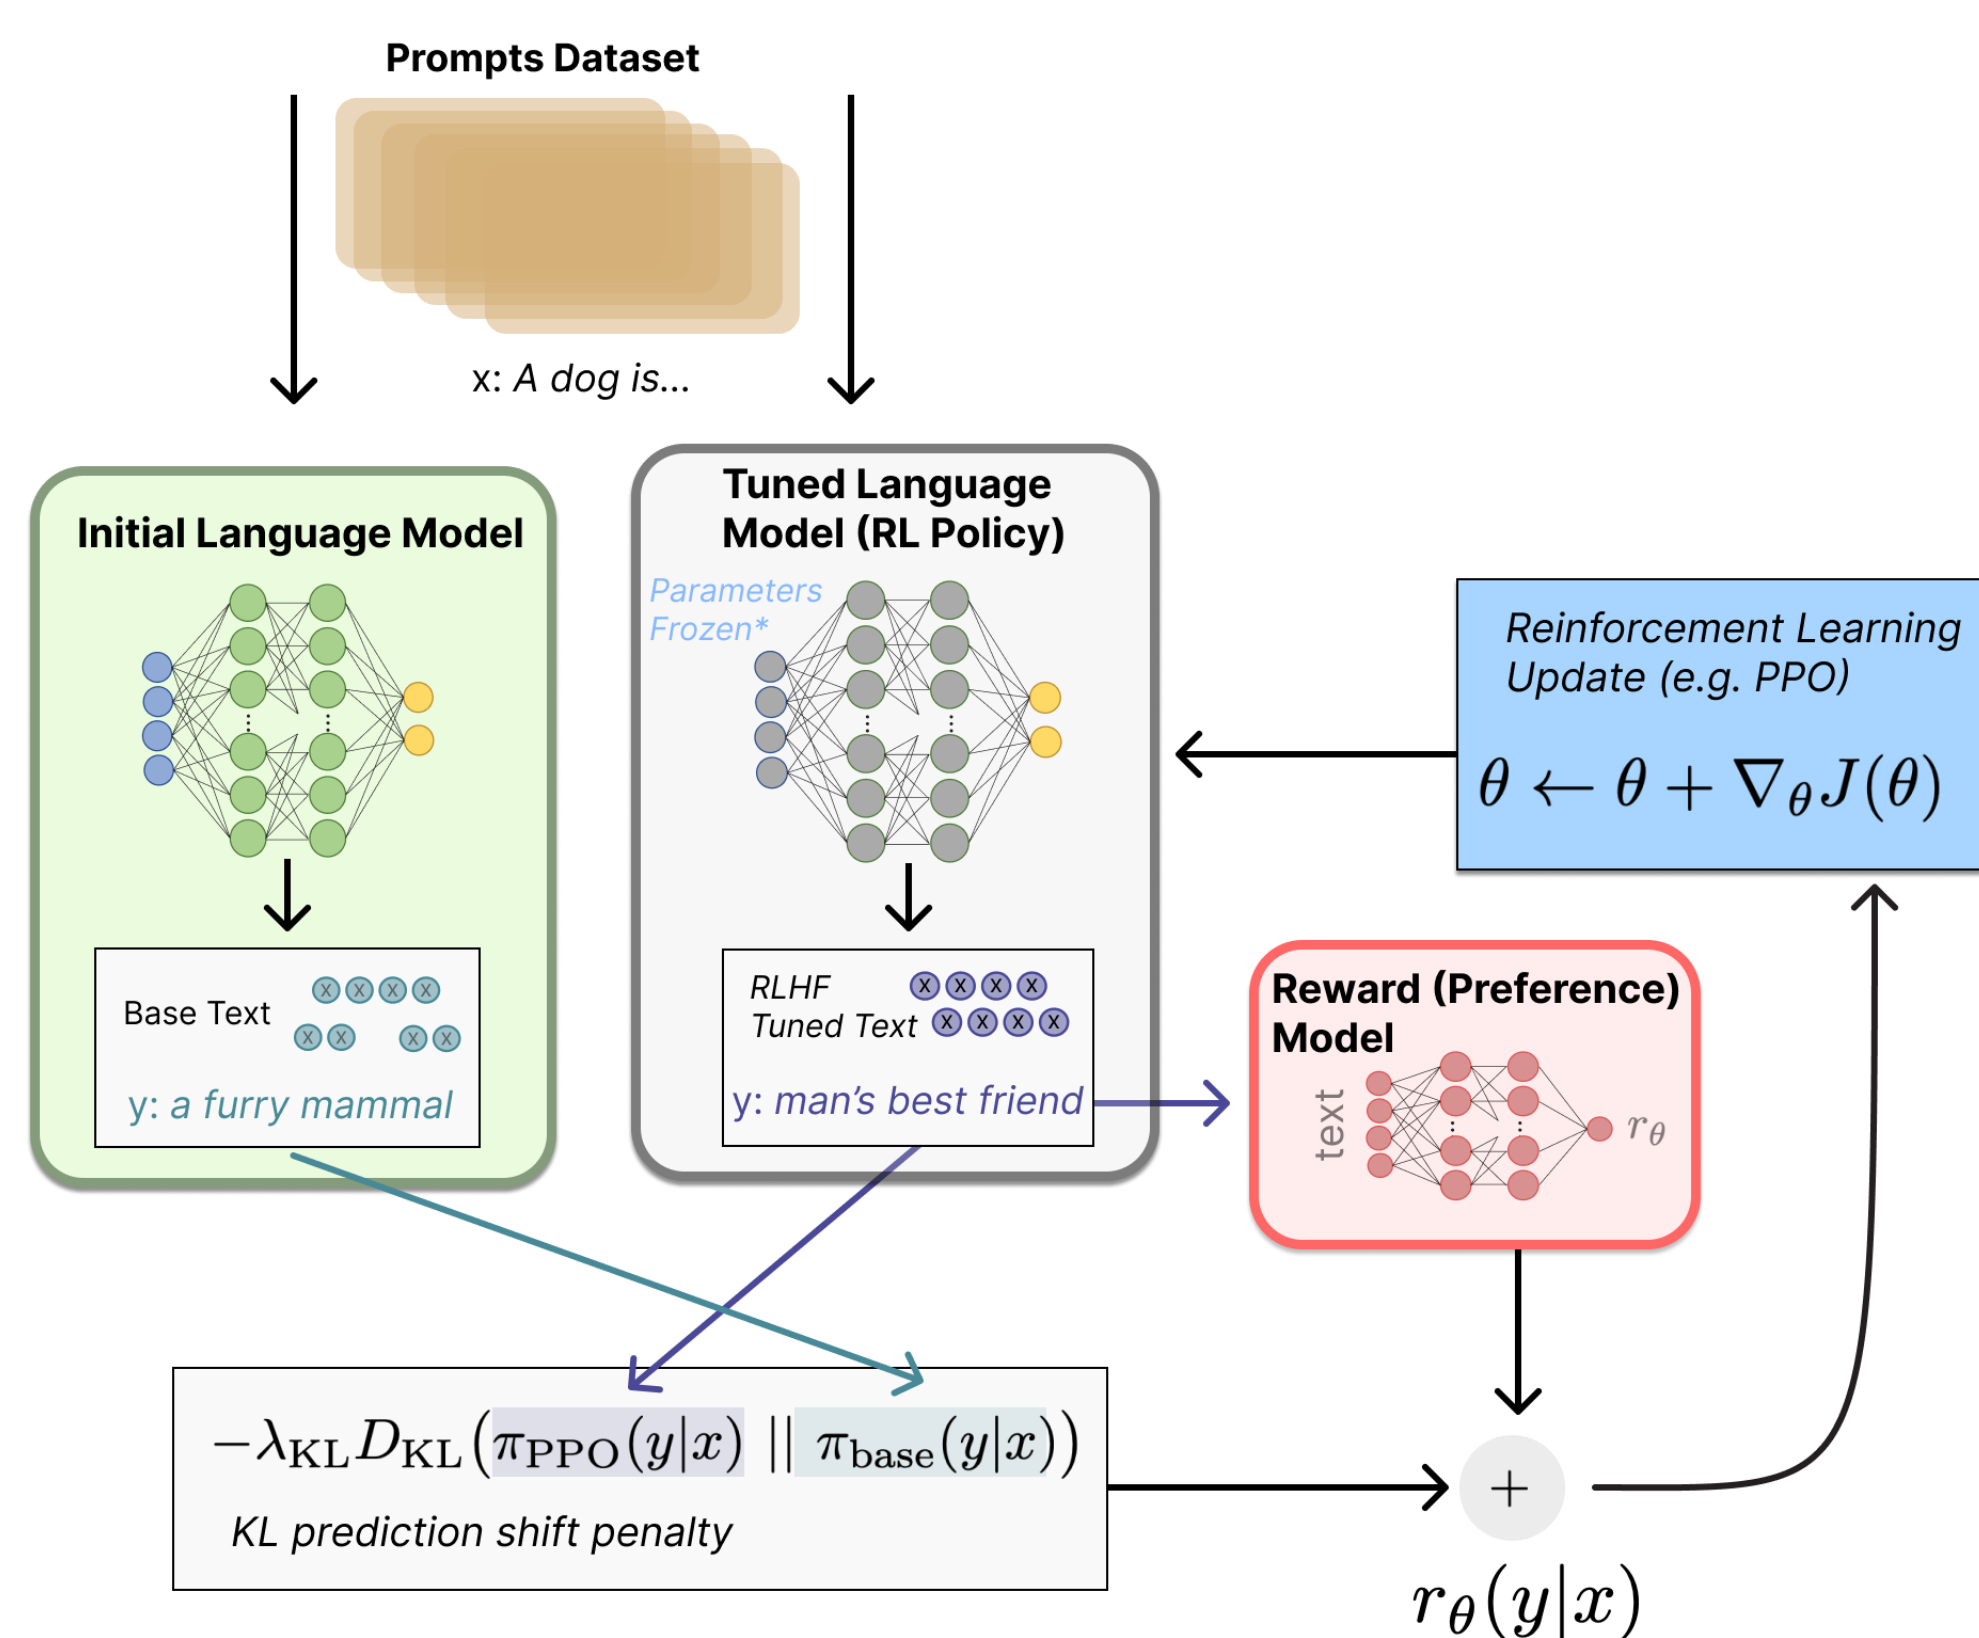 Prompts Dataset
x: A dog is...
Initial Language Model
Tuned Language
Model (RL Policy)
Parameters
Frozen*
Reinforcement Learning
Update (e.g. PPO)
θ ← θ + ∇θJ(θ)
Base Text
x x x x
x x x x
y: a furry mammal
RLHF
Tuned Text
x x x x
x x x x
y: man’s best friend
Reward (Preference)
Model
text
rθ
−λKL DKL(πPPO(y|x) || πbase(y|x))
KL prediction shift penalty
+
rθ(y|x)